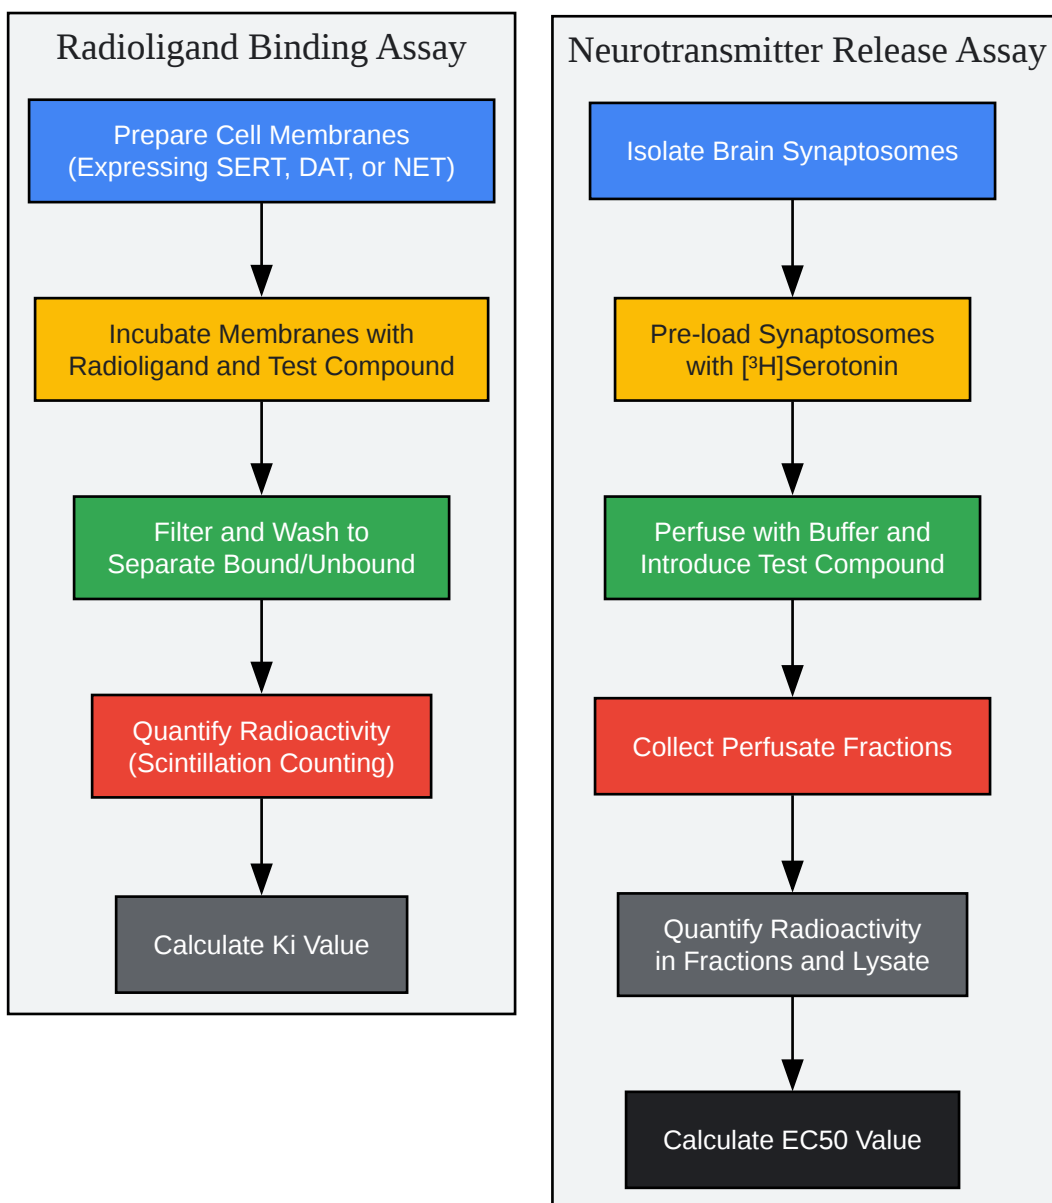 Radioligand Binding Assay
Prepare Cell Membranes
(Expressing SERT, DAT, or NET)
Incubate Membranes with
Radioligand and Test Compound
Filter and Wash to
Separate Bound/Unbound
Quantify Radioactivity
(Scintillation Counting)
Calculate Ki Value
Neurotransmitter Release Assay
Isolate Brain Synaptosomes
Pre-load Synaptosomes
with [³H]Serotonin
Perfuse with Buffer and
Introduce Test Compound
Collect Perfusate Fractions
Quantify Radioactivity
in Fractions and Lysate
Calculate EC50 Value